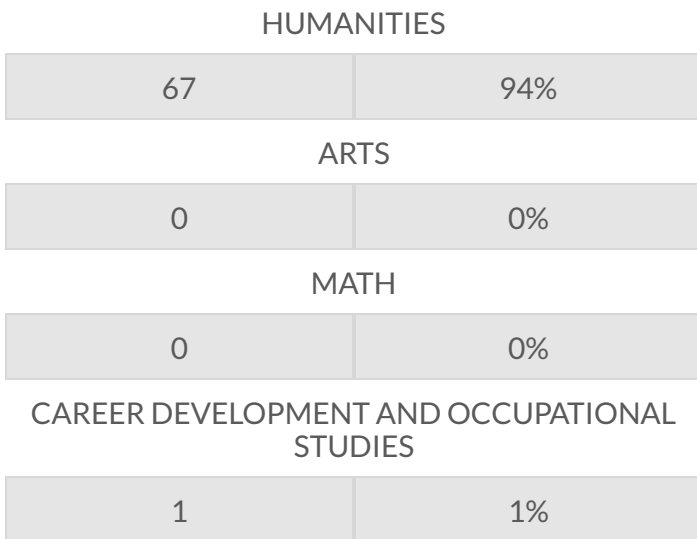 HUMANITIES
67 94%
ARTS
0 0%
MATH
0 0%
CAREER DEVELOPMENT AND OCCUPATIONAL
STUDIES
1 1%